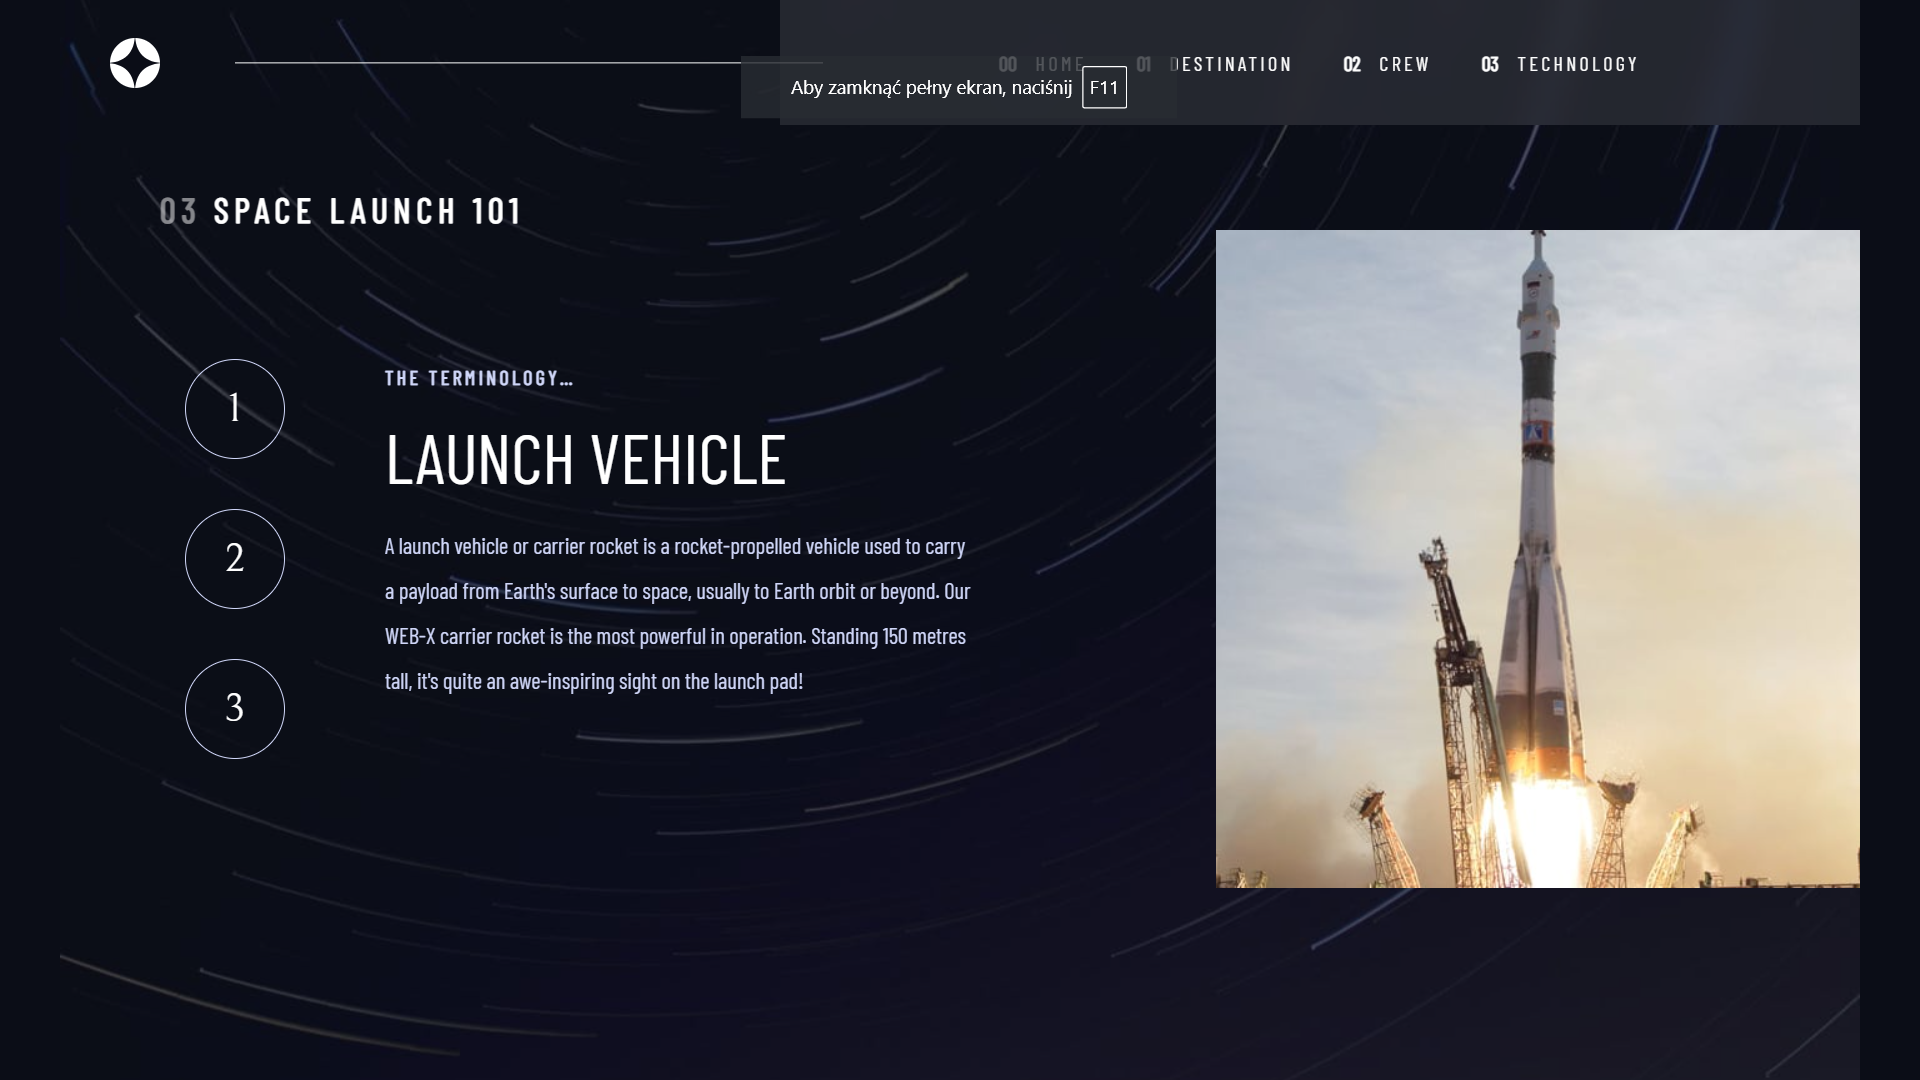 00 HOME 01 DESTINATION 02 CREW 03 TECHNOLOGY
Aby zamknąć pełny ekran, naciśnij F11
03 SPACE LAUNCH 101
1
2
3
THE TERMINOLOGY...
LAUNCH VEHICLE
A launch vehicle or carrier rocket is a rocket-propelled vehicle used to carry
a payload from Earth's surface to space, usually to Earth orbit or beyond. Our
WEB-X carrier rocket is the most powerful in operation. Standing 150 metres
tall, it's quite an awe-inspiring sight on the launch pad!